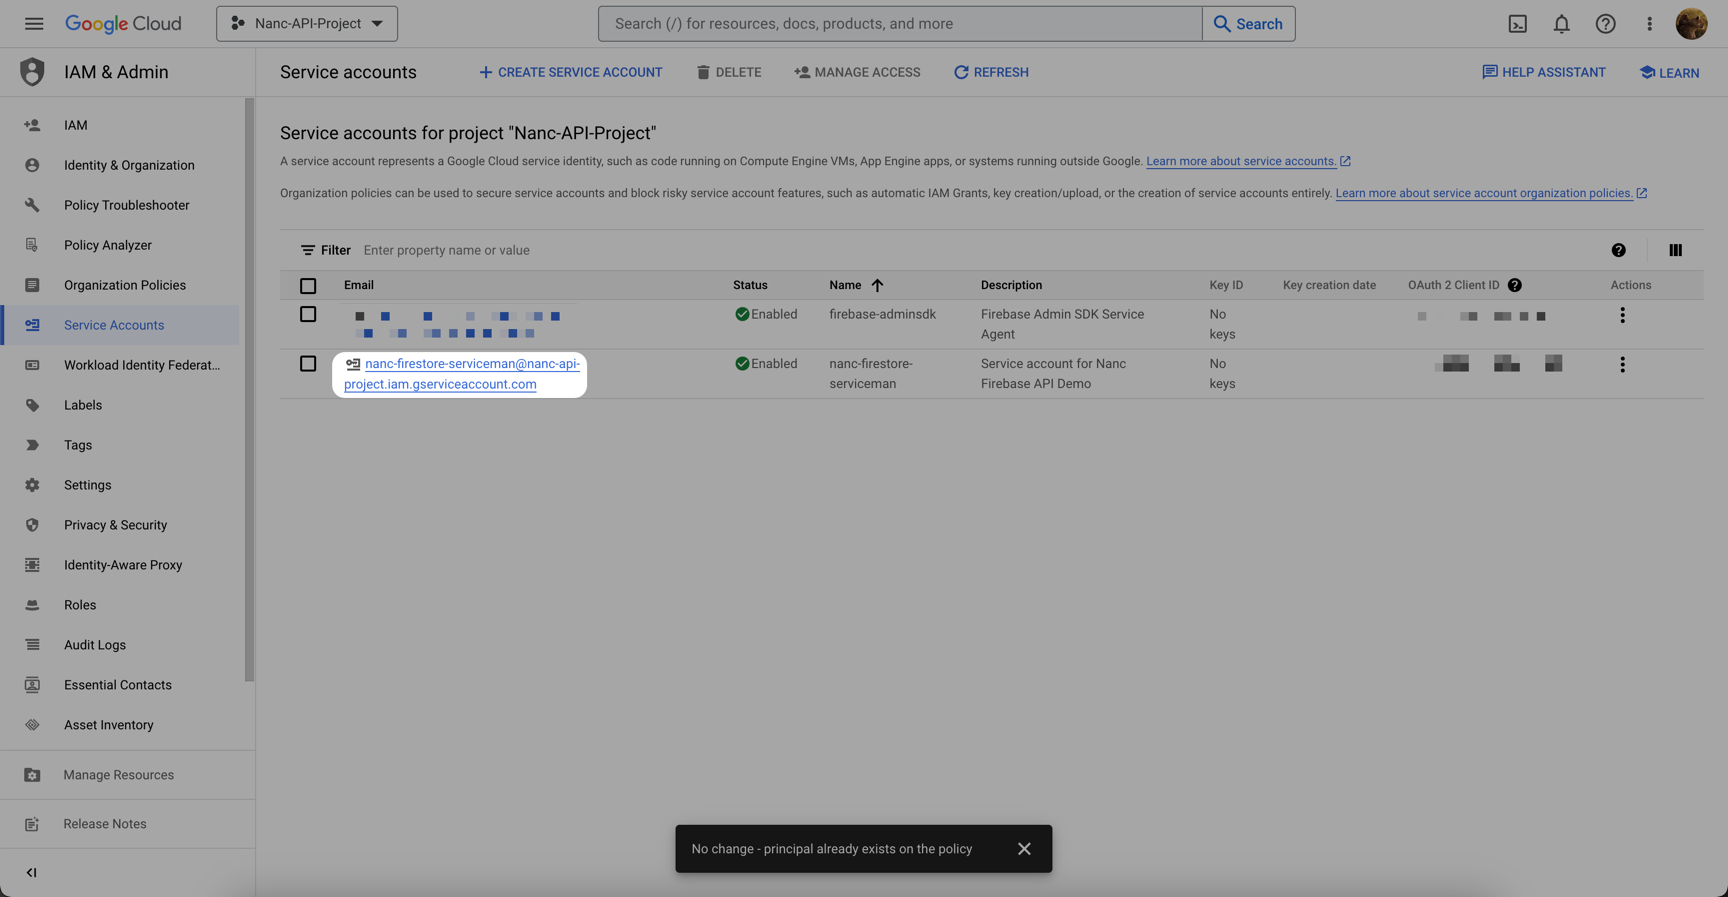 Google Cloud
Nanc-API-Project
Search (/) for resources, docs, products, and more
Search
IAM & Admin
Service accounts
CREATE SERVICE ACCOUNT
DELETE
MANAGE ACCESS
REFRESH
HELP ASSISTANT
LEARN
IAM
Identity & Organization
Policy Troubleshooter
Policy Analyzer
Organization Policies
Service Accounts
Workload Identity Federat...
Labels
Tags
Settings
Privacy & Security
Identity-Aware Proxy
Roles
Audit Logs
Essential Contacts
Asset Inventory
Manage Resources
Release Notes
Service accounts for project "Nanc-API-Project"
A service account represents a Google Cloud service identity, such as code running on Compute Engine VMs, App Engine apps, or systems running outside Google. Learn more about service accounts.
Organization policies can be used to secure service accounts and block risky service account features, such as automatic IAM Grants, key creation/upload, or the creation of service accounts entirely. Learn more about service account organization policies.
Filter Enter property name or value
Email Status Name Description Key ID Key creation date OAuth 2 Client ID Actions
Enabled firebase-adminsdk Firebase Admin SDK Service No
Agent keys
nanc-firestore-serviceman@nanc-api- Enabled nanc-firestore- Service account for Nanc No
project.iam.gserviceaccount.com serviceman Firebase API Demo keys
No change - principal already exists on the policy